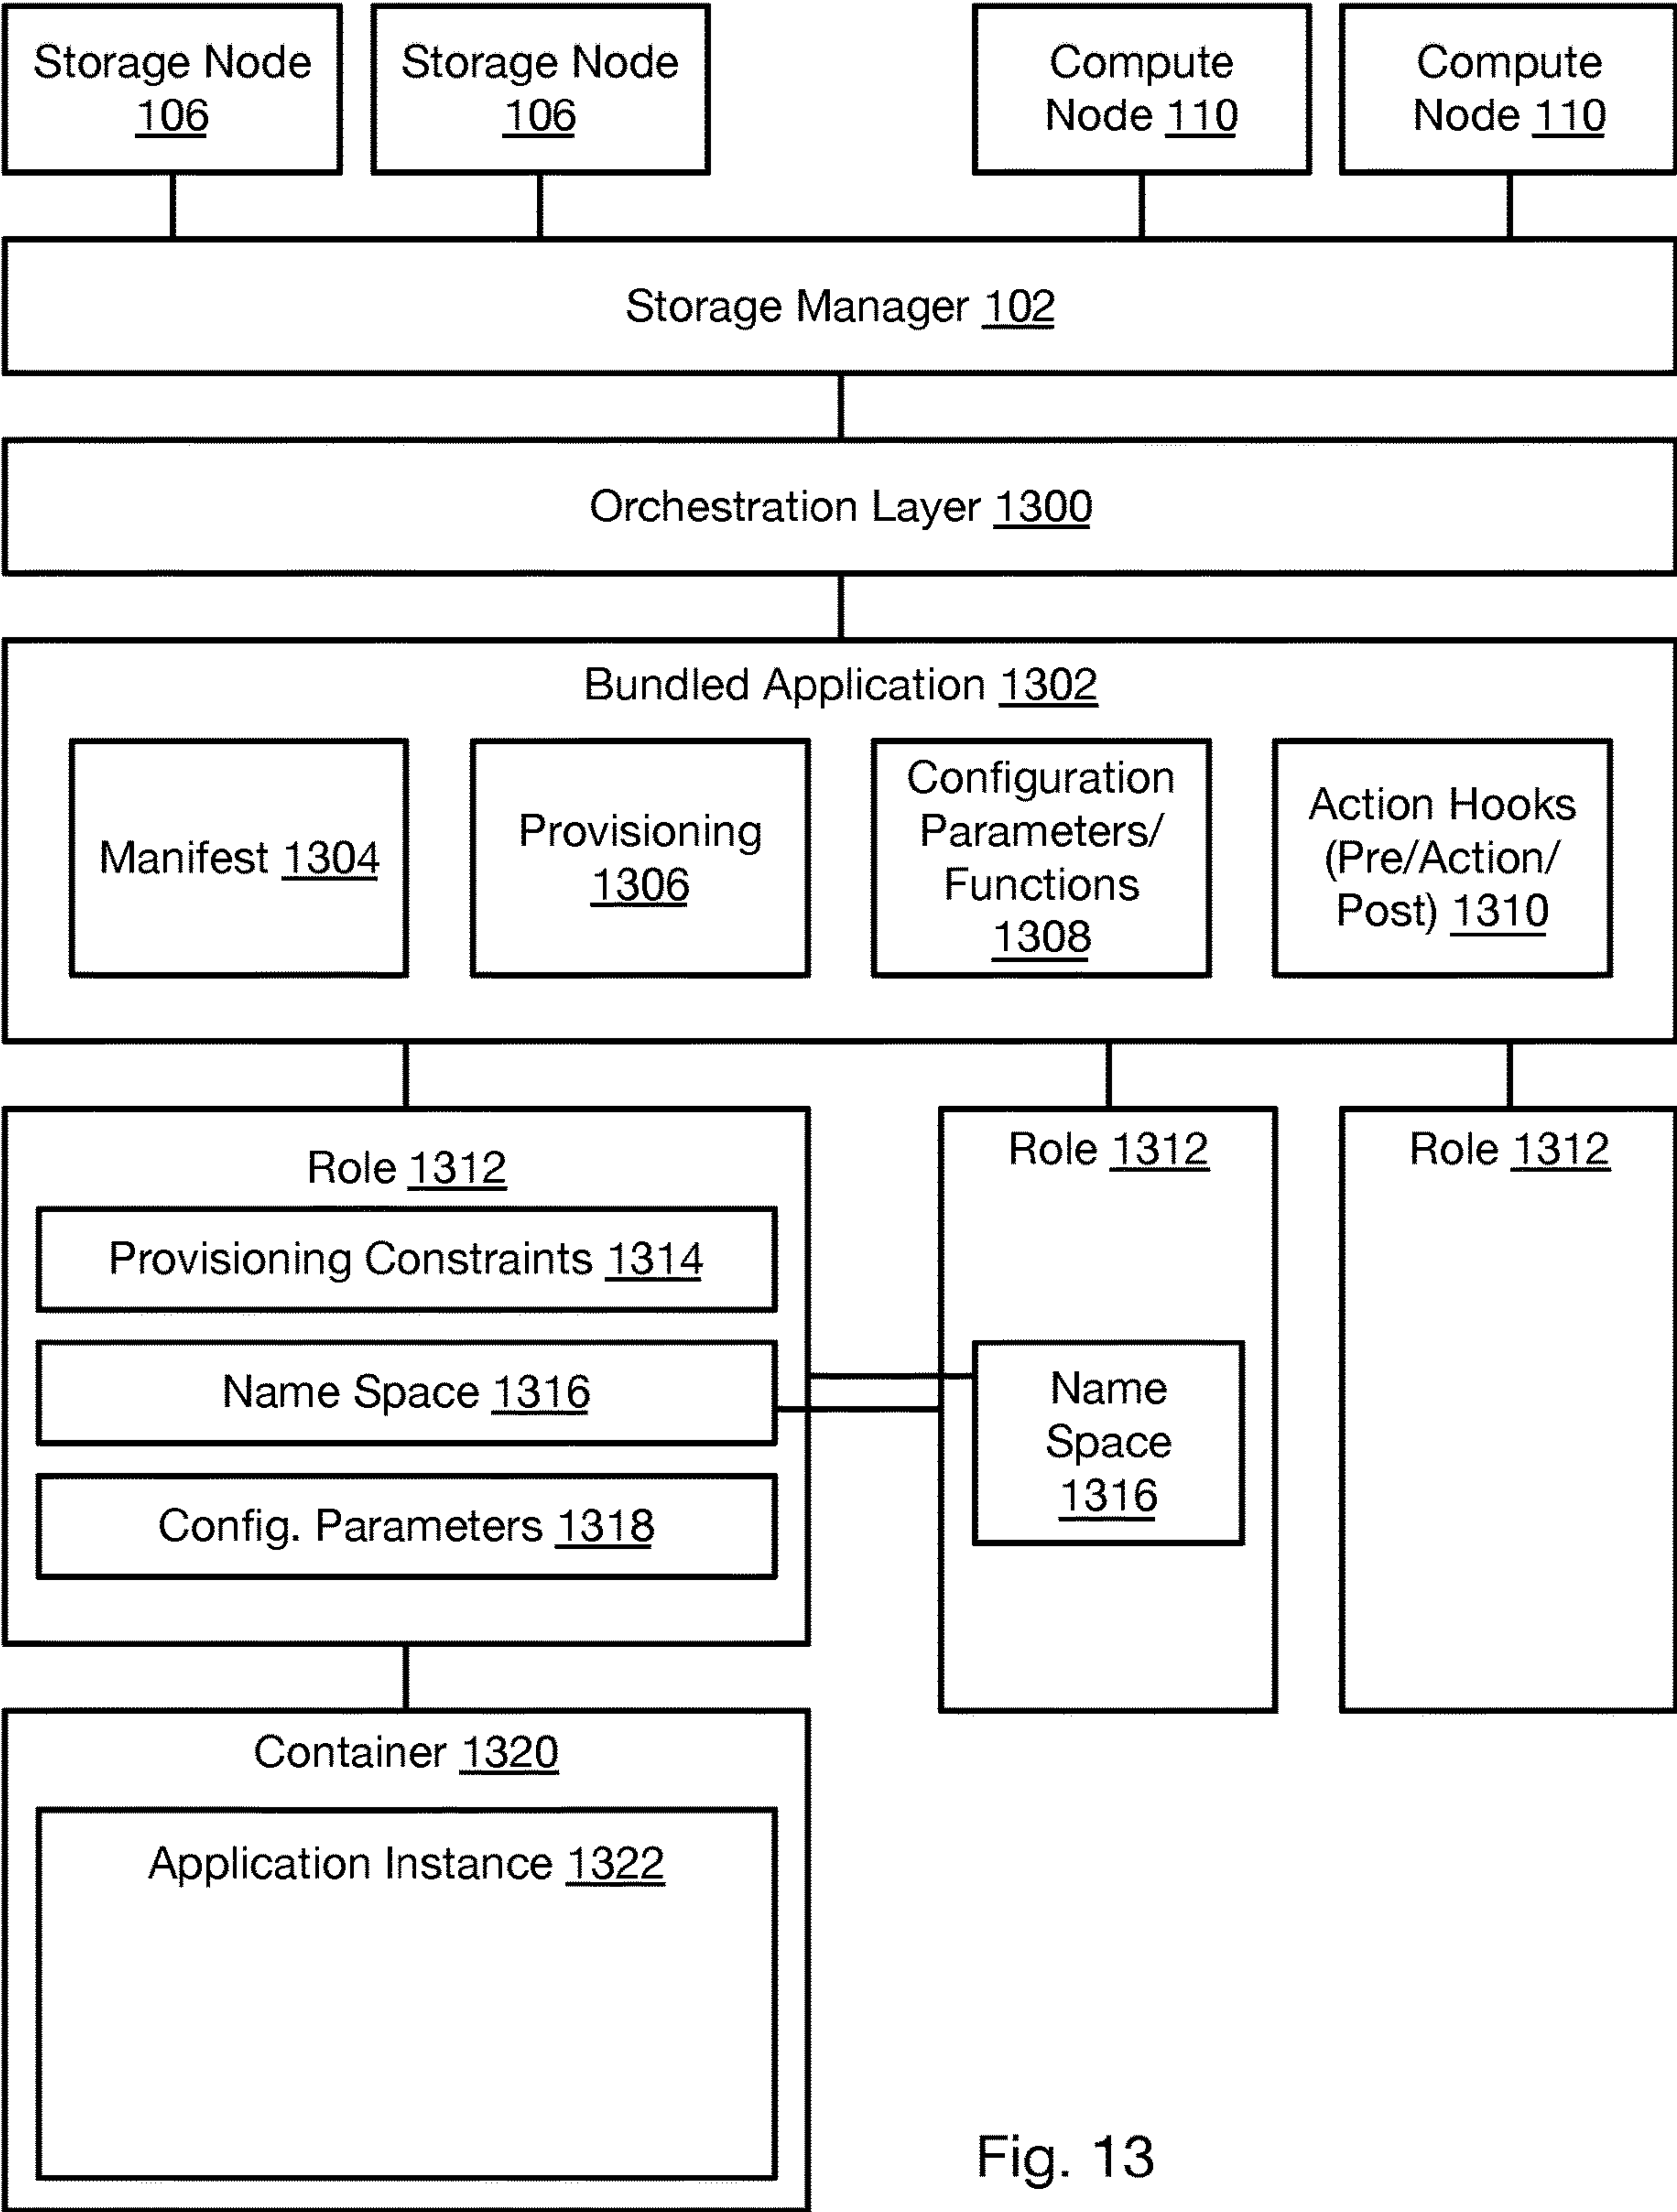 Storage Node
106
Storage Node
106
Compute
Node 110
Compute
Node 110
Storage Manager 102
Orchestration Layer 1300
Bundled Application 1302
Manifest 1304
Provisioning
1306
Configuration
Parameters/
Functions
1308
Action Hooks
(Pre/Action/
Post) 1310
Role 1312
Provisioning Constraints 1314
Name Space 1316
Config. Parameters 1318
Role 1312
Name
Space
1316
Role 1312
Container 1320
Application Instance 1322
Fig. 13